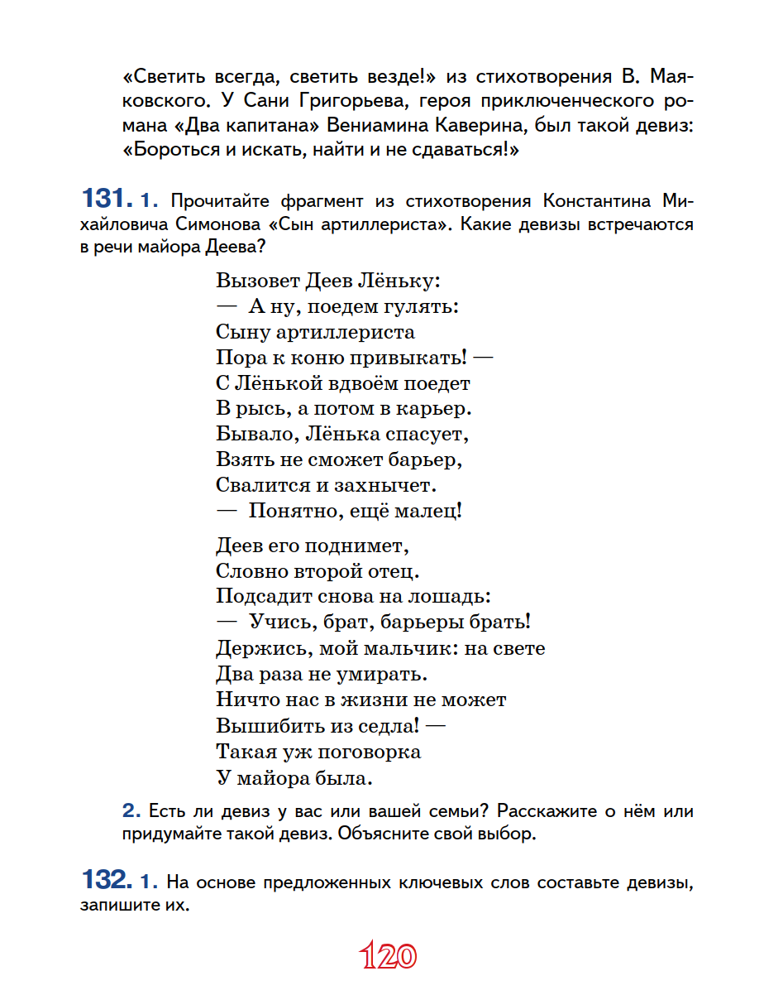 «Светить всегда, светить везде!» из стихотворения В. Мая-
ковского. У Сани Григорьева, героя приключенческого ро-
мана «Два капитана» Вениамина Каверина, был такой девиз:
«Бороться и искать, найти и не сдаваться!»
131. 1. Прочитайте фрагмент из стихотворения Константина Ми-
хайловича Симонова «Сын артиллериста». Какие девизы встречаются
в речи майора Деева?
Вызовет Деев Лёньку:
— А ну, поедем гулять:
Сыну артиллериста
Пора к коню привыкать! —
С Лёнькой вдвоём поедет
В рысь, а потом в карьер.
Бывало, Лёнька спасует,
Взять не сможет барьер,
Свалится и захнычет.
— Понятно, ещё малец!
Деев его поднимет,
Словно второй отец.
Подсадит снова на лошадь:
— Учись, брат, барьеры брать!
Держись, мой мальчик: на свете
Два раза не умирать.
Ничто нас в жизни не может
Вышибить из седла! —
Такая уж поговорка
У майора была.
2. Есть ли девиз у вас или вашей семьи? Расскажите о нём или
придумайте такой девиз. Объясните свой выбор.
132. 1. На основе предложенных ключевых слов составьте девизы,
запишите их.
120